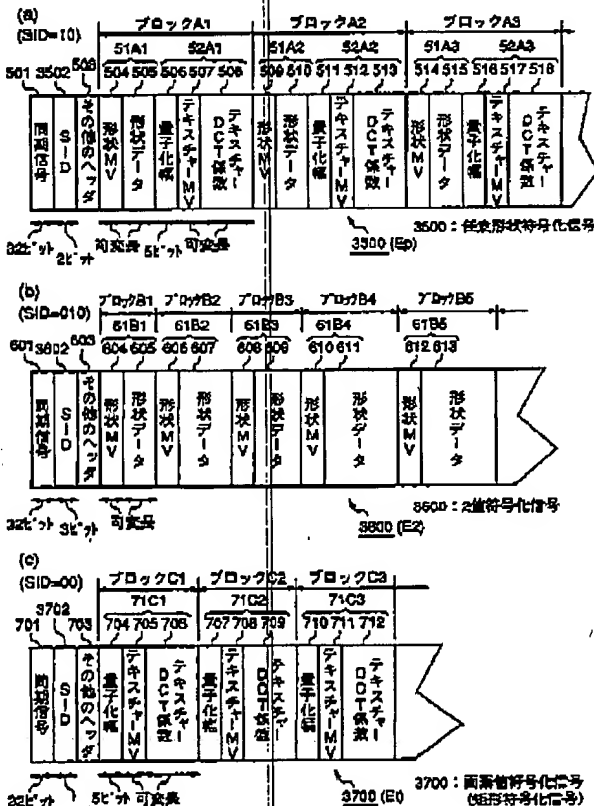 (a)
(SID=10)
ブロックA1
ブロックA2
ブロックA3
51A1
52A1
51A2
52A2
51A3
52A3
501 3502 503 504 505 506 507 508 509 510 511 512 513 514 515 516 517 518
同期信号
SID
その他のヘッダ
形状MV
形状データ
量子化幅
テキスチャーMV
テキスチャーDCT係数
形状MV
形状データ
量子化幅
テキスチャーMV
テキスチャーDCT係数
形状MV
形状データ
量子化幅
テキスチャーMV
テキスチャーDCT係数
32ビット
2ビット
可変長
5ビット
可変長
3500 (Ep)
3500：任意形状符号化信号
(b)
(SID=010)
ブロックB1
ブロックB2
ブロックB3
ブロックB4
ブロックB5
61B1
61B2
61B3
61B4
61B5
601 3602 603 604 605 606 607 608 609 610 611 612 613
同期信号
SID
その他のヘッダ
形状MV
形状データ
形状MV
形状データ
形状MV
形状データ
形状MV
形状データ
形状MV
形状データ
32ビット
3ビット
可変長
3600 (E2)
3600：2値符号化信号
(c)
(SID=00)
ブロックC1
ブロックC2
ブロックC3
71C1
71C2
71C3
701 3702 703 704 705 706 707 708 709 710 711 712
同期信号
SID
その他のヘッダ
量子化幅
テキスチャーMV
テキスチャーDCT係数
量子化幅
テキスチャーMV
テキスチャーDCT係数
量子化幅
テキスチャーMV
テキスチャーDCT係数
32ビット
5ビット
可変長
3700 (Et)
3700：画素値符号化信号
(矩形符号化信号)